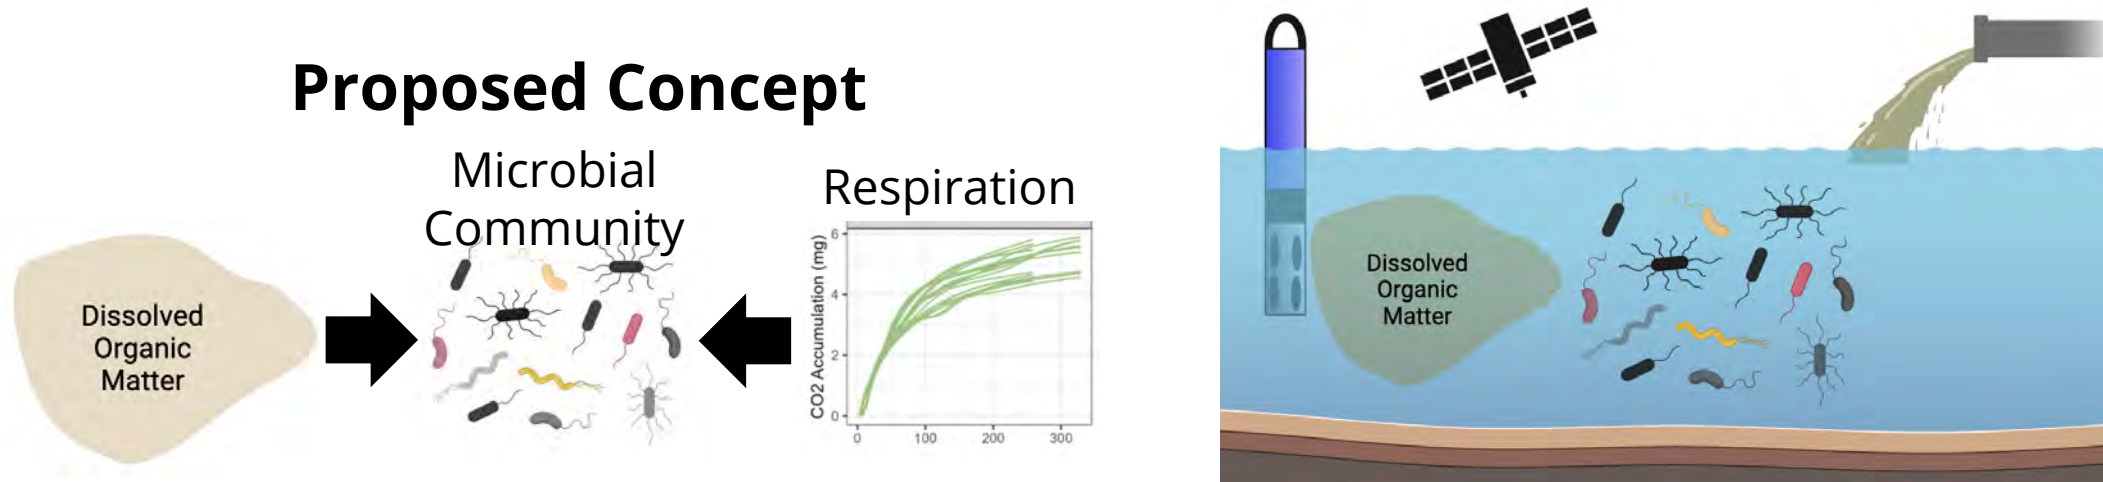 Proposed Concept
Microbial
Community
Respiration
Dissolved
Organic
Matter
CO2 Accumulation (mg)
6
4
2
0
0
100
200
300
Dissolved
Organic
Matter